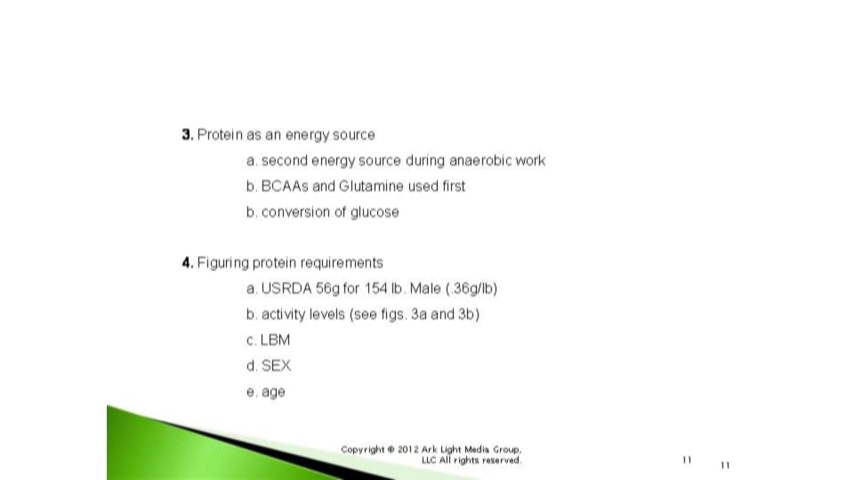 3. Protein as an energy source
a. second energy source during anaerobic work
b. BCAAs and Glutamine used first
b. conversion of glucose
4. Figuring protein requirements
a. USRDA 56g for 154 lb. Male (.36g/lb)
b. activity levels (see figs. 3a and 3b)
c. LBM
d. SEX
e. age
Copyright © 2012 Ark Light Media Group,
LLC All rights reserved.
11
11